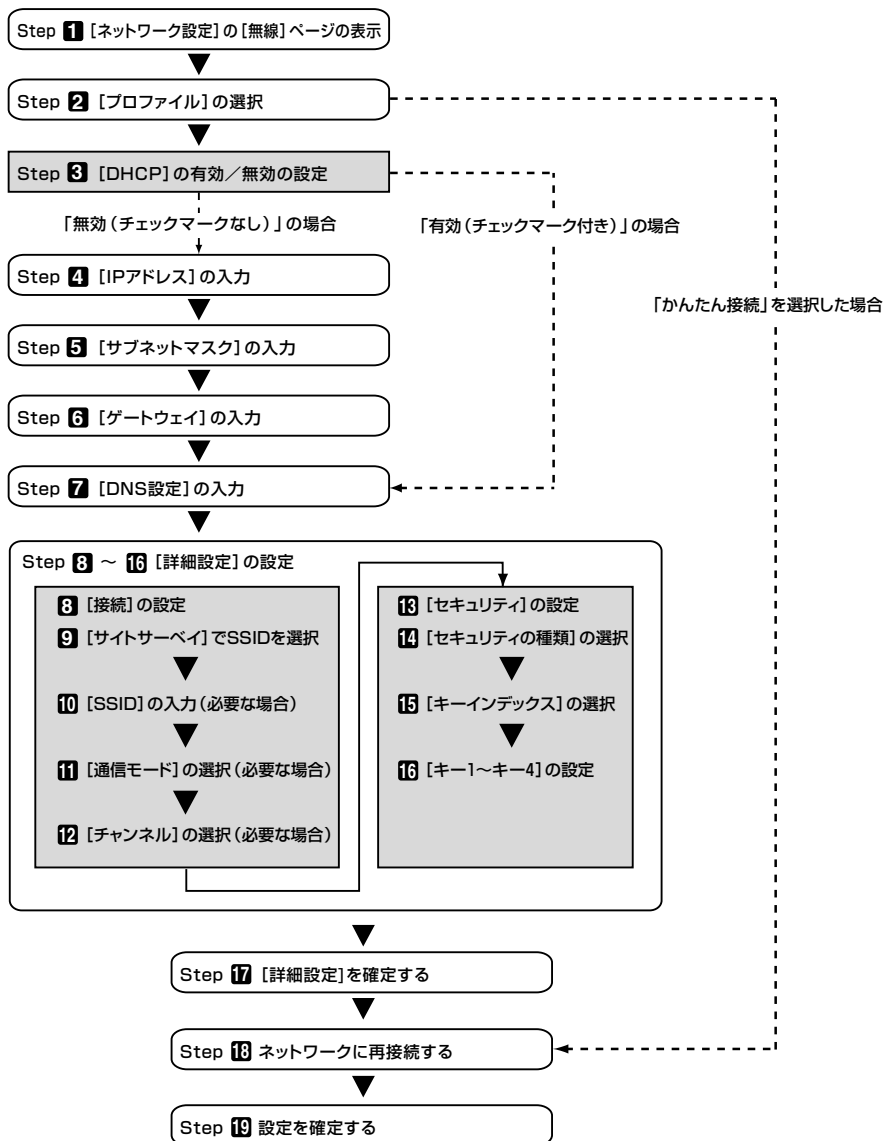 Step 1 [ネットワーク設定]の[無線]ページの表示
Step 2 [プロファイル]の選択
Step 3 [DHCP]の有効／無効の設定
「無効(チェックマークなし)」の場合
「有効(チェックマーク付き)」の場合
Step 4 [IPアドレス]の入力
「かんたん接続」を選択した場合
Step 5 [サブネットマスク]の入力
Step 6 [ゲートウェイ]の入力
Step 7 [DNS設定]の入力
Step 8 ～ 16 [詳細設定]の設定
8 [接続]の設定
9 [サイトサーベイ]でSSIDを選択
10 [SSID]の入力(必要な場合)
11 [通信モード]の選択(必要な場合)
12 [チャンネル]の選択(必要な場合)
13 [セキュリティ]の設定
14 [セキュリティの種類]の選択
15 [キーインデックス]の選択
16 [キー1～キー4]の設定
Step 17 [詳細設定]を確定する
Step 18 ネットワークに再接続する
Step 19 設定を確定する